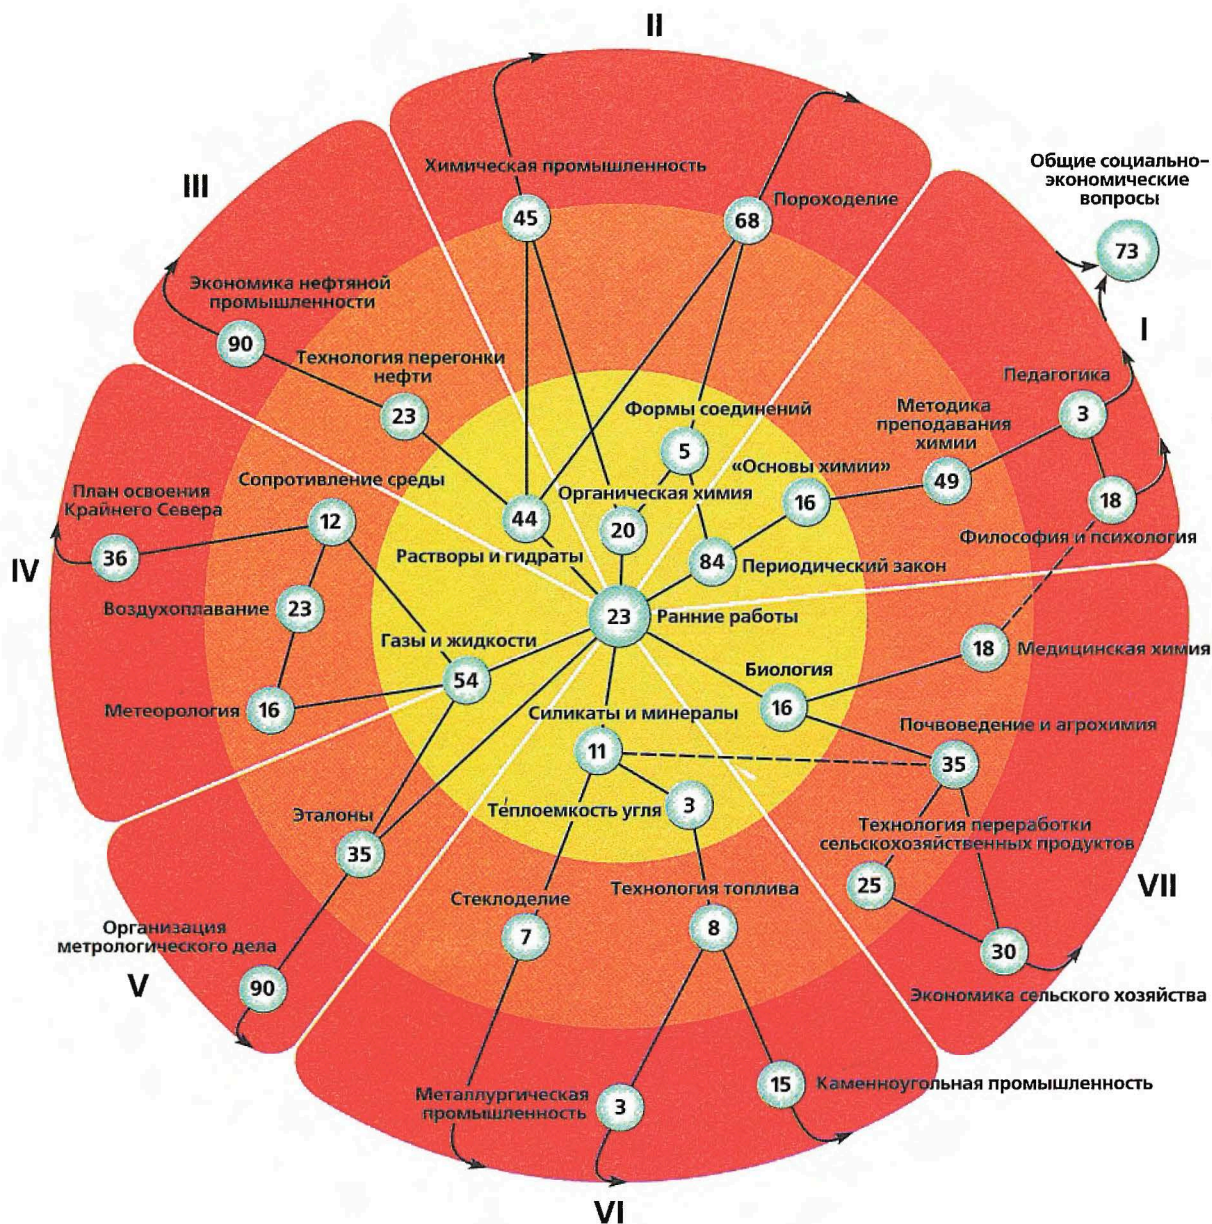 II
Общие социально-
экономические
вопросы
73
III
Химическая промышленность
45
Пороходелие
68
I
Экономика нефтяной
промышленности
90
Технология перегонки
нефти
23
Педагогика
3
Формы соединений
5
Методика
преподавания
химии
49
«Основы химии»
16
18
Философия и психология
План освоения
Крайнего Севера
36
Сопротивление среды
12
44
Растворы и гидраты
Органическая химия
20
84
Периодический закон
IV
Воздухоплавание
23
23
Ранние работы
Газы и жидкости
54
18
Медицинская химия
Метеорология
16
Биология
16
Силикаты и минералы
11
Почвоведение и агрохимия
35
Теплоемкость угля
3
Эталоны
35
Технология переработки
сельскохозяйственных продуктов
25
VII
Стеклоделие
7
Технология топлива
8
Организация
метрологического дела
90
V
30
Экономика сельского хозяйства
Металлургическая
промышленность
3
15
Каменноугольная промышленность
VI